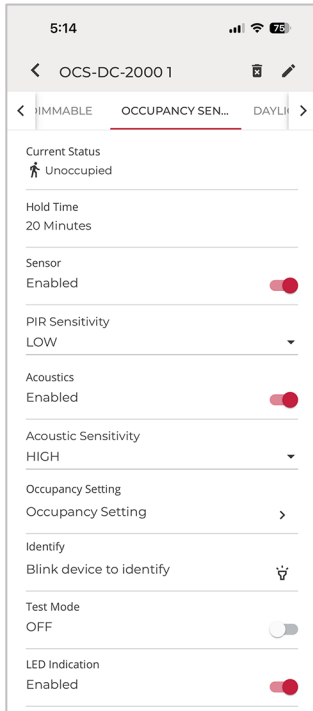 5:14
75
OCS-DC-2000 1
IMMABLE
OCCUPANCY SEN...
DAYLI
Current Status
Unoccupied
Hold Time
20 Minutes
Sensor
Enabled
PIR Sensitivity
LOW
Acoustics
Enabled
Acoustic Sensitivity
HIGH
Occupancy Setting
Occupancy Setting
Identify
Blink device to identify
Test Mode
OFF
LED Indication
Enabled